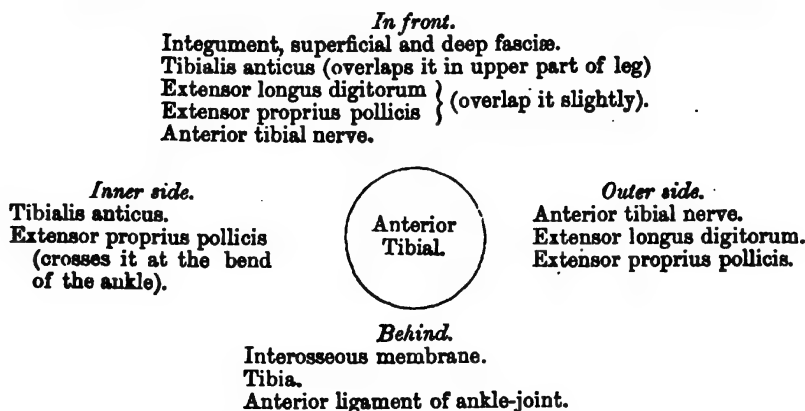 In front.
Integument, superficial and deep fasciæ.
Tibialis anticus (overlaps it in upper part of leg)
Extensor longus digitorum
Extensor proprius pollicis } (overlap it slightly).
Anterior tibial nerve.
Inner side.
Tibialis anticus.
Extensor proprius pollicis
(crosses it at the bend
of the ankle).
Anterior
Tibial.
Outer side.
Anterior tibial nerve.
Extensor longus digitorum.
Extensor proprius pollicis.
Behind.
Interosseous membrane.
Tibia.
Anterior ligament of ankle-joint.